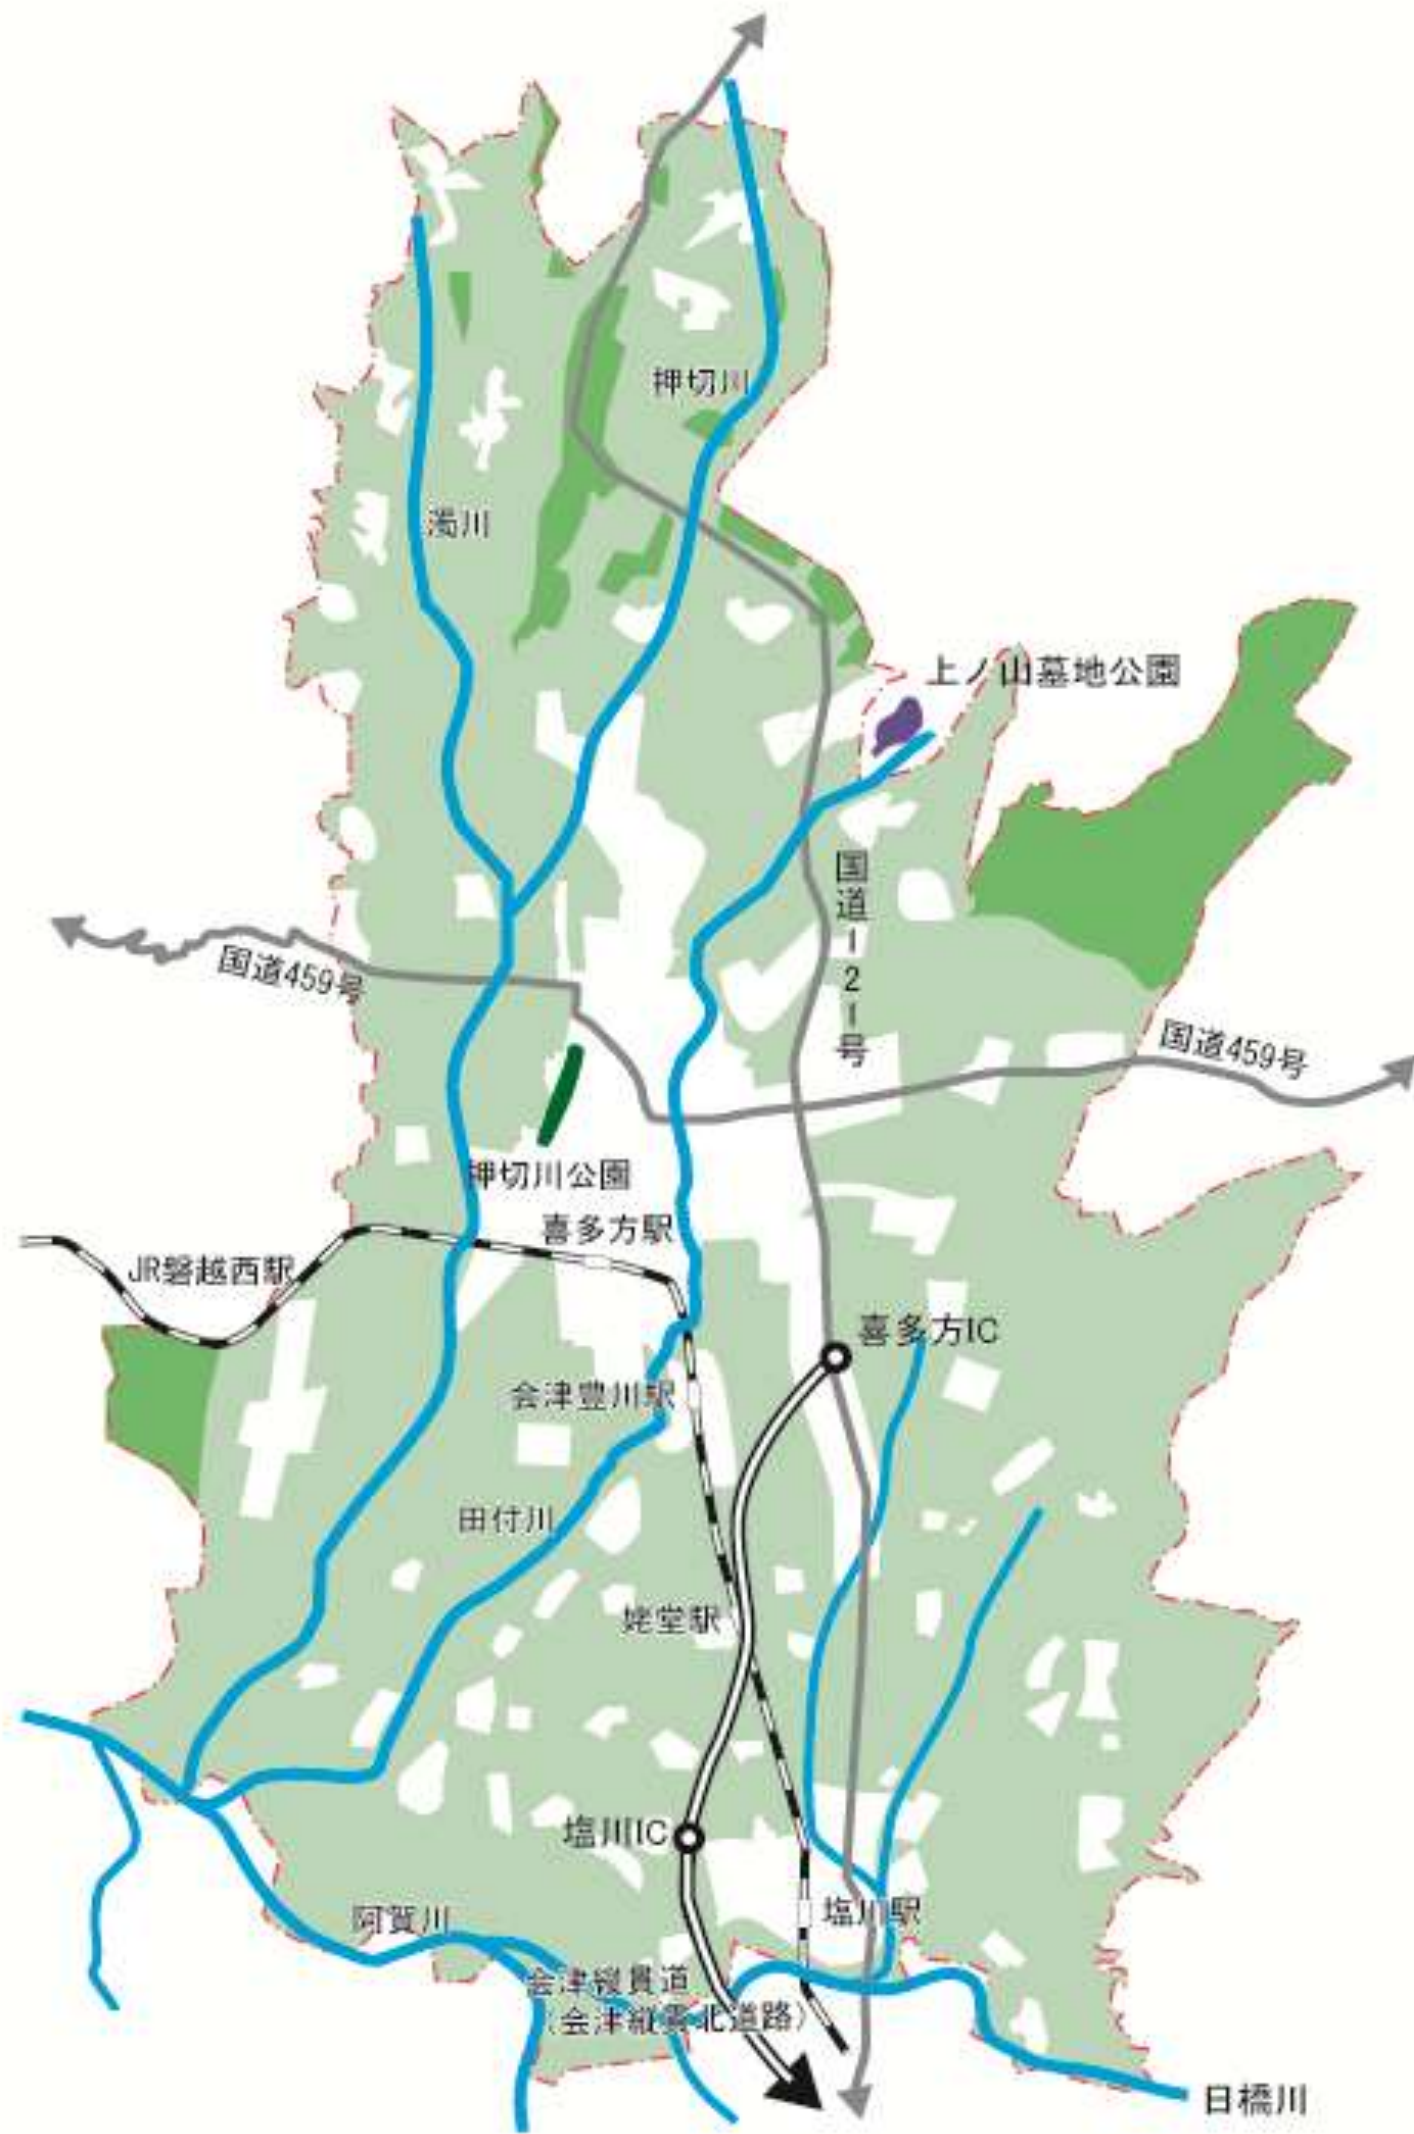 押切川
濁川
上ノ山墓地公園
国道121号
国道459号
国道459号
押切川公園
喜多方駅
JR磐越西駅
喜多方IC
会津豊川駅
田付川
姥堂駅
塩川IC
塩川駅
阿賀川
会津縦貫道
(会津縦貫北道路)
日橋川